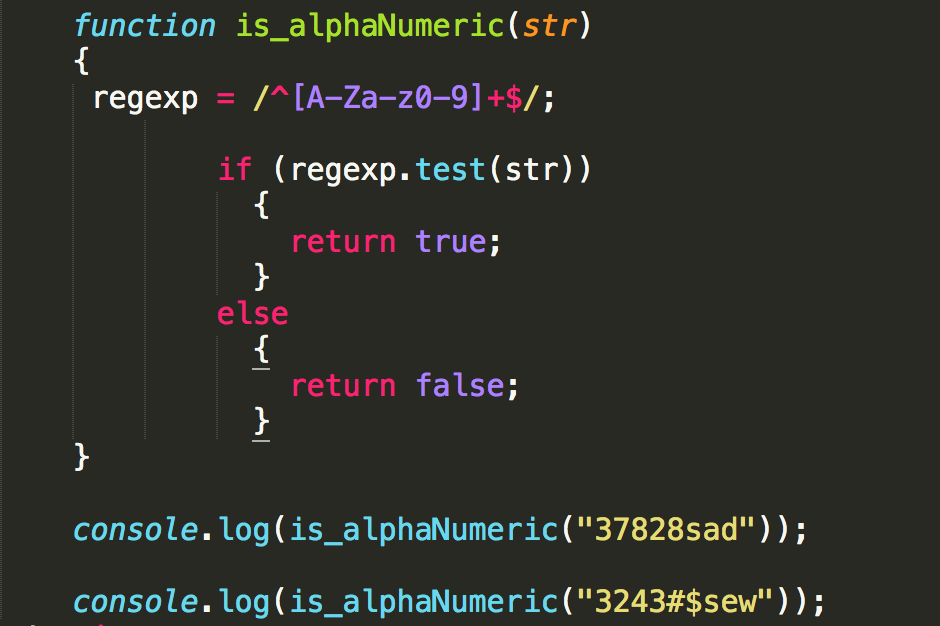 function is_alphaNumeric(str)
{
regexp = /^[A-Za-z0-9]+$/;
if (regexp.test(str))
{
return true;
}
else
{
return false;
}
}
console.log(is_alphaNumeric("37828sad"));
console.log(is_alphaNumeric("3243#$sew"));